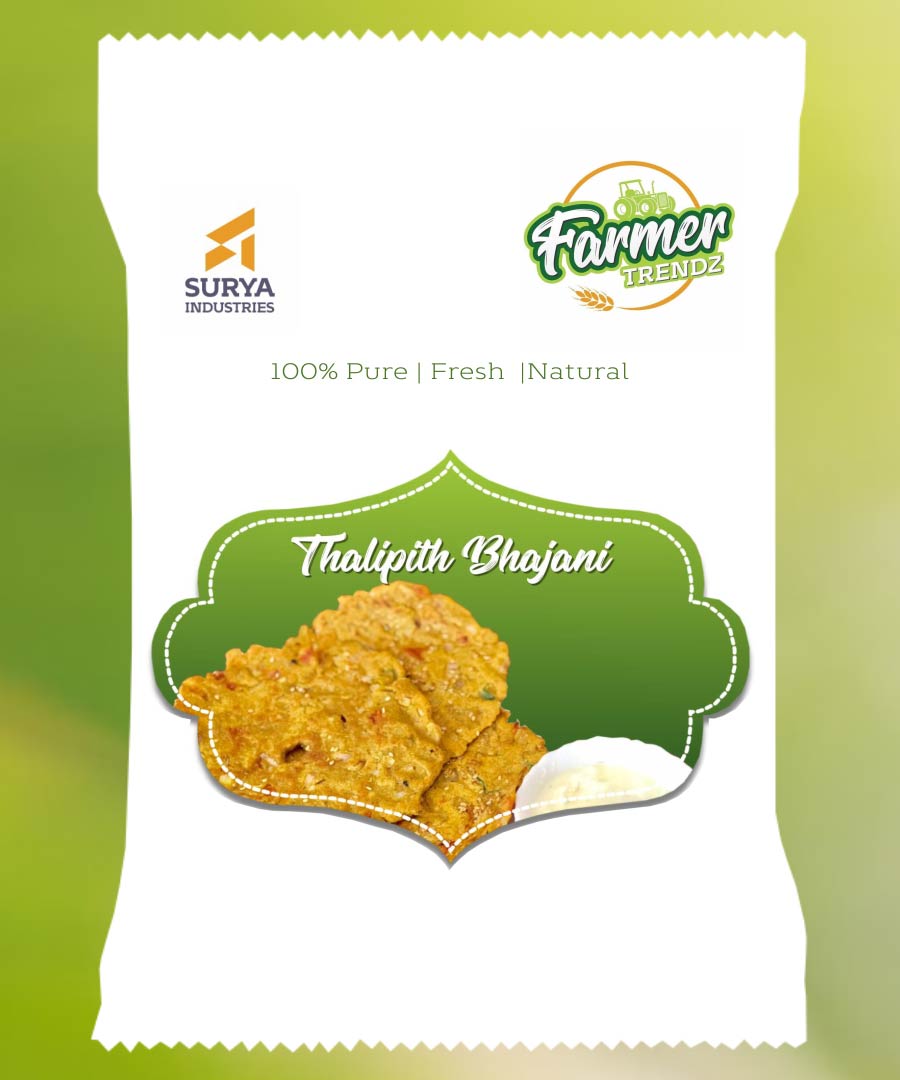 Farmer
TRENDZ
SURYA
INDUSTRIES
100% Pure | Fresh |Natural
Thalipith Bhajani